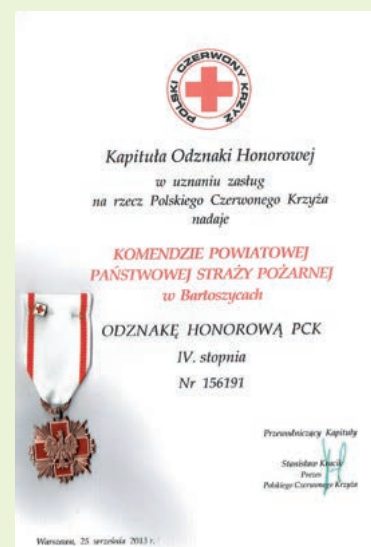 POLSKI CZERWONY KRZYŻ
Kapituła Odznaki Honorowej
w uznaniu zasług
na rzecz Polskiego Czerwonego Krzyża
nadaje
KOMENDZIE POWIATOWEJ
PAŃSTWOWEJ STRAŻY POŻARNEJ
w Bartoszycach
ODZNAKĘ HONOROWĄ PCK
IV. stopnia
Nr 156191
Przewodniczący Kapituły
Stanisław Kracik
Prezes
Polskiego Czerwonego Krzyża
Warszawa, 25 września 2013 r.